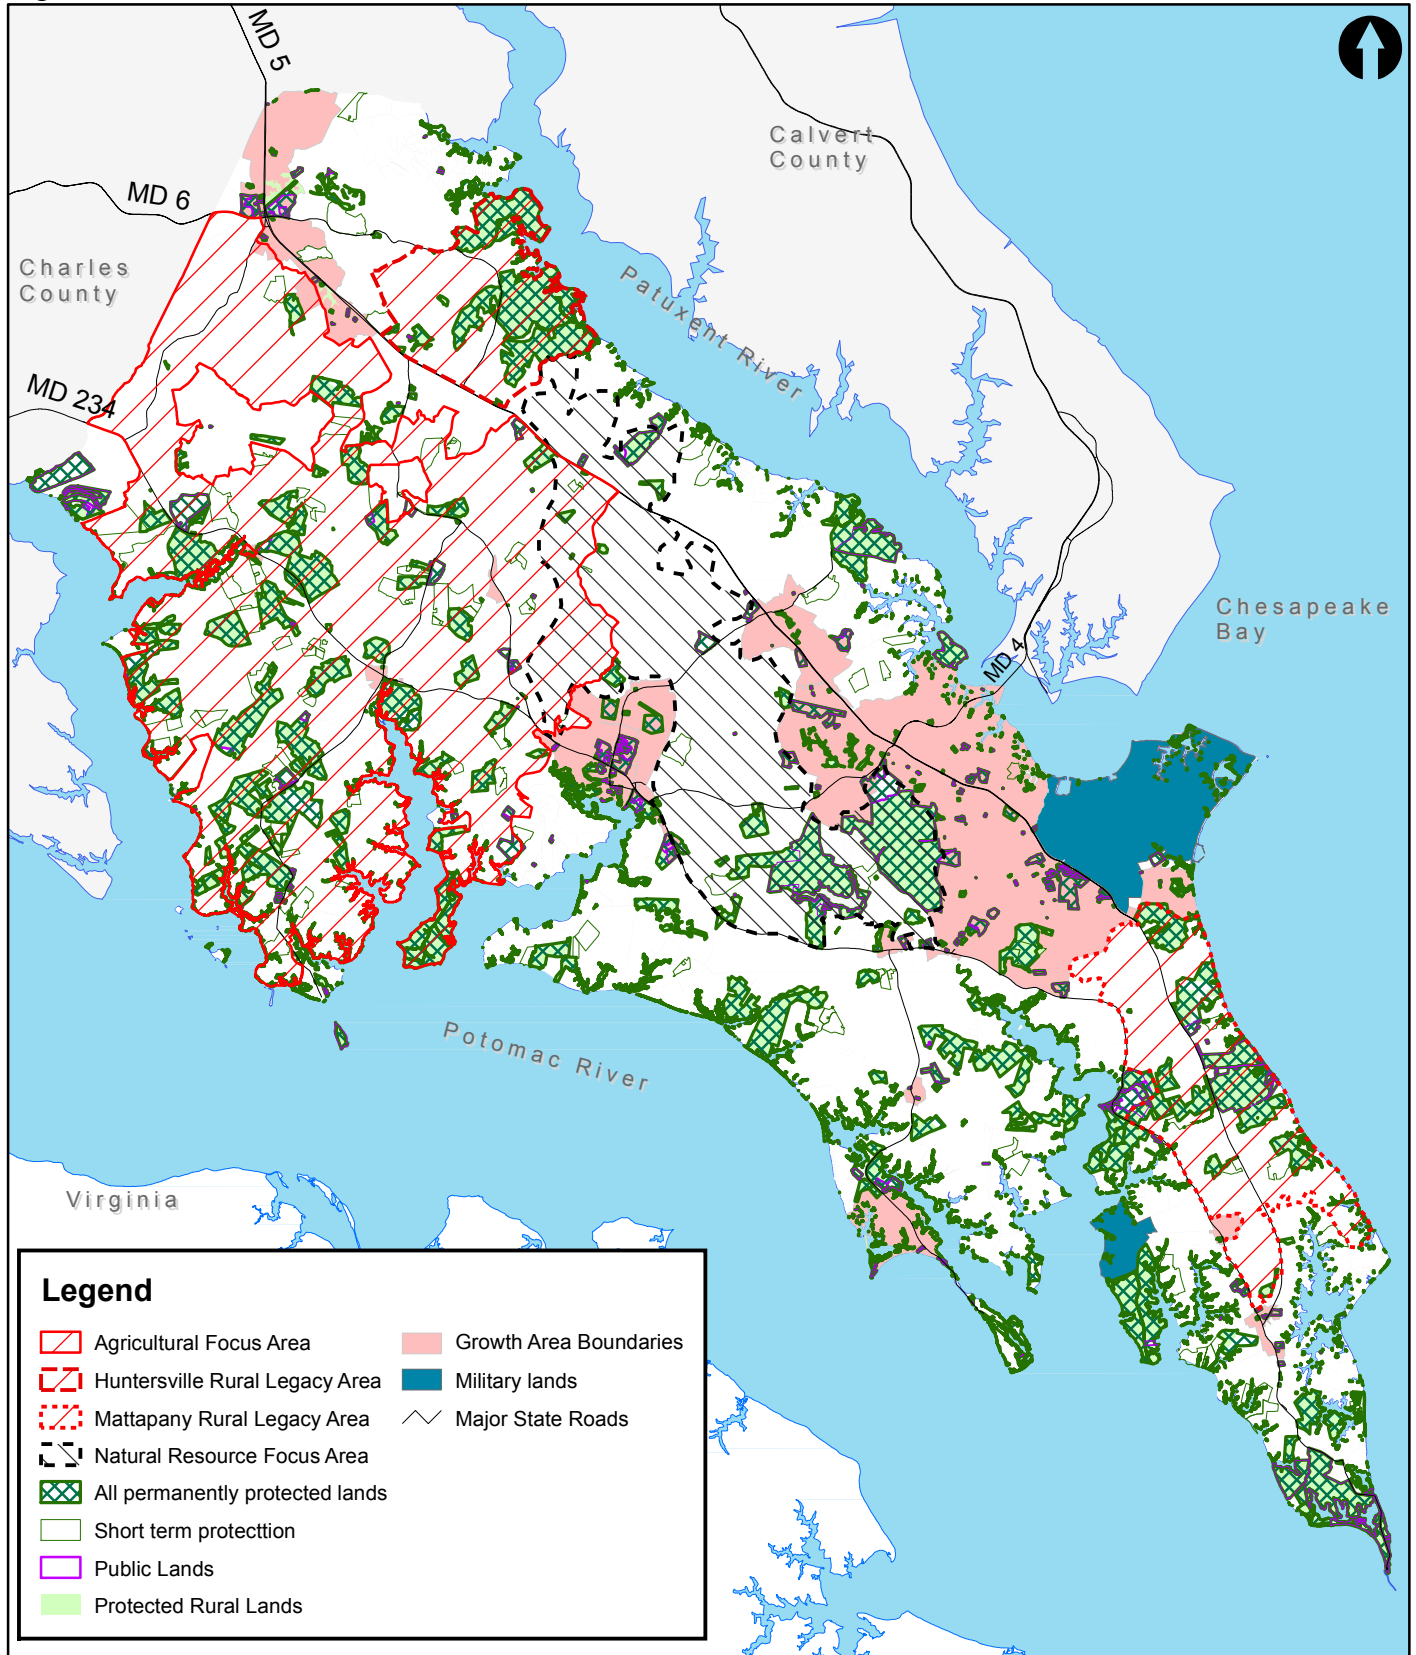 MD 5
Calvert
County
MD 6
Charles
County
Patuxent River
MD 234
Chesapeake
Bay
MD 4
Potomac River
Virginia
Legend
Agricultural Focus Area
Growth Area Boundaries
Huntersville Rural Legacy Area
Military lands
Mattapany Rural Legacy Area
Major State Roads
Natural Resource Focus Area
All permanently protected lands
Short term protecttion
Public Lands
Protected Rural Lands